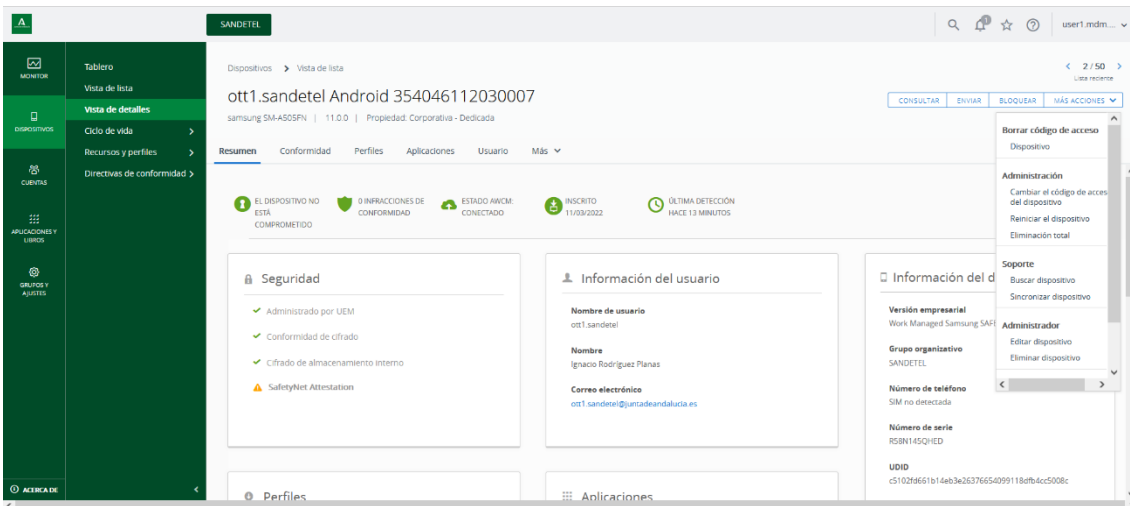 SANDETEL
user1.mdm...
MONITOR
DISPOSITIVOS
CUENTAS
APLICACIONES Y
LIBROS
GRUPOS Y
AJUSTES
ACERCA DE
Tablero
Vista de lista
Vista de detalles
Ciclo de vida
Recursos y perfiles
Directivas de conformidad
Dispositivos > Vista de lista
2 / 50
Lista reciente
ott1.sandetel Android 354046112030007
samsung SM-A505FN | 11.0.0 | Propiedad: Corporativa - Dedicada
CONSULTAR ENVIAR BLOQUEAR MÁS ACCIONES
Resumen Conformidad Perfiles Aplicaciones Usuario Más
EL DISPOSITIVO NO
ESTÁ
COMPROMETIDO
0 INFRACCIONES DE
CONFORMIDAD
ESTADO AWCM:
CONECTADO
INSCRITO
11/03/2022
ÚLTIMA DETECCIÓN
HACE 13 MINUTOS
Borrar código de acceso
Dispositivo
Administración
Cambiar el código de acces
del dispositivo
Reiniciar el dispositivo
Eliminación total
Soporte
Buscar dispositivo
Sincronizar dispositivo
Administrador
Editar dispositivo
Eliminar dispositivo
Seguridad
Administrado por UEM
Conformidad de cifrado
Cifrado de almacenamiento interno
SafetyNet Attestation
Información del usuario
Nombre de usuario
ott1.sandetel
Nombre
Ignacio Rodríguez Planas
Correo electrónico
ott1.sandetel@juntadeandalucia.es
Información del d
Versión empresarial
Work Managed Samsung SAF
Grupo organizativo
SANDETEL
Número de teléfono
SIM no detectada
Número de serie
R58N145QHED
UDID
c5102fd661b14eb3e26376654099118dfb4cc5008c
Perfiles
Aplicaciones